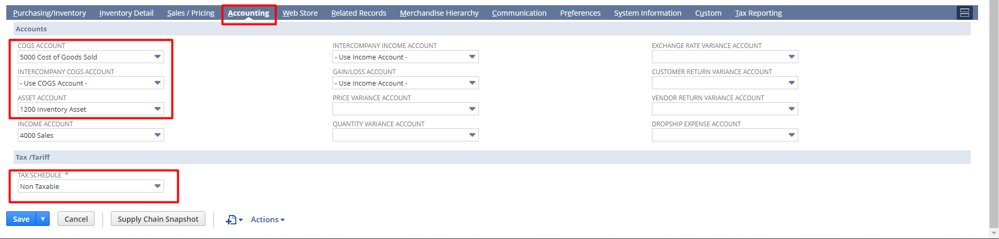 Purchasing/Inventory Inventory Detail Sales / Pricing Accounting Web Store Related Records Merchandise Hierarchy Communication Preferences System Information Custom Tax Reporting
Accounts
COGS ACCOUNT INTERCOMPANY INCOME ACCOUNT EXCHANGE RATE VARIANCE ACCOUNT
5000 Cost of Goods Sold - Use Income Account -
INTERCOMPANY COGS ACCOUNT GAIN/LOSS ACCOUNT CUSTOMER RETURN VARIANCE ACCOUNT
- Use COGS Account - - Use Income Account -
ASSET ACCOUNT PRICE VARIANCE ACCOUNT VENDOR RETURN VARIANCE ACCOUNT
1200 Inventory Asset
INCOME ACCOUNT QUANTITY VARIANCE ACCOUNT DROPSHIP EXPENSE ACCOUNT
4000 Sales
Tax /Tariff
TAX SCHEDULE *
Non Taxable
Save Cancel Supply Chain Snapshot Actions